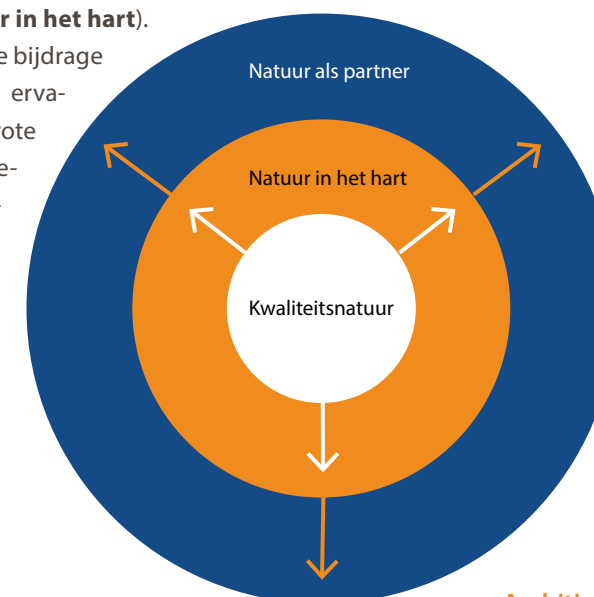 r in het hart).
e bijdrage
erva-
rote
e-
Natuur als partner
Natuur in het hart
Kwaliteitsnatuur